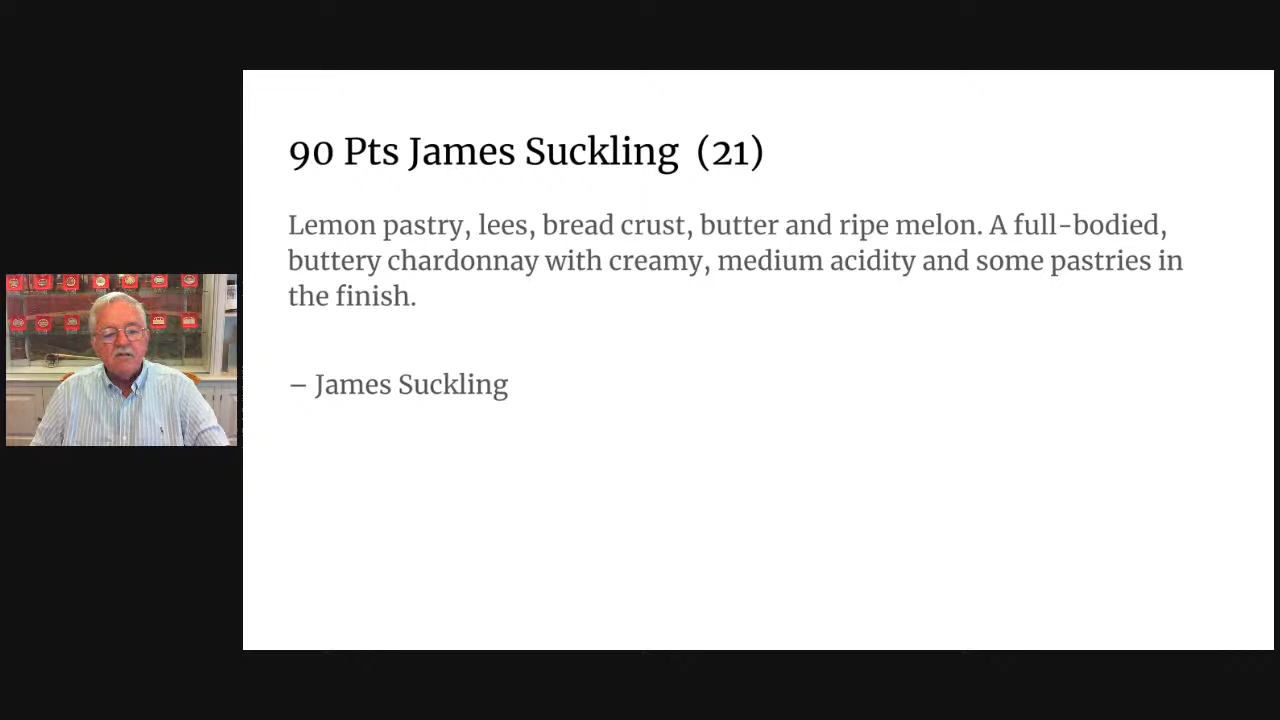 90 Pts James Suckling (21)
Lemon pastry, lees, bread crust, butter and ripe melon. A full-bodied,
buttery chardonnay with creamy, medium acidity and some pastries in
the finish.
– James Suckling